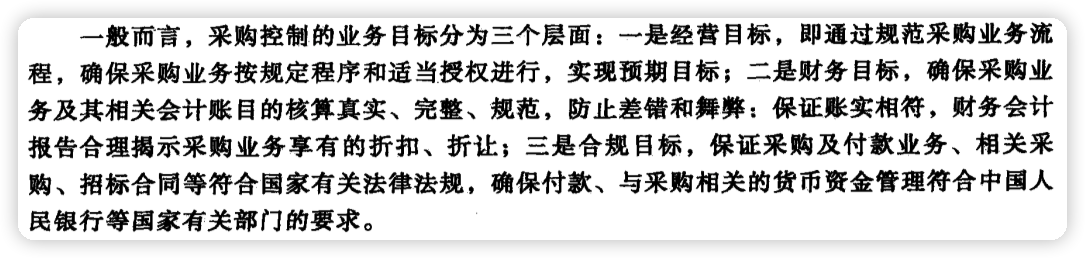 一般而言，采购控制的业务目标分为三个层面：一是经营目标，即通过规范采购业务流
程，确保采购业务按规定程序和适当授权进行，实现预期目标；二是财务目标，确保采购业
务及其相关会计账目的核算真实、完整、规范，防止差错和舞弊：保证账实相符，财务会计
报告合理揭示采购业务享有的折扣、折让；三是合规目标，保证采购及付款业务、相关采
购、招标合同等符合国家有关法律法规，确保付款、与采购相关的货币资金管理符合中国人
民银行等国家有关部门的要求。